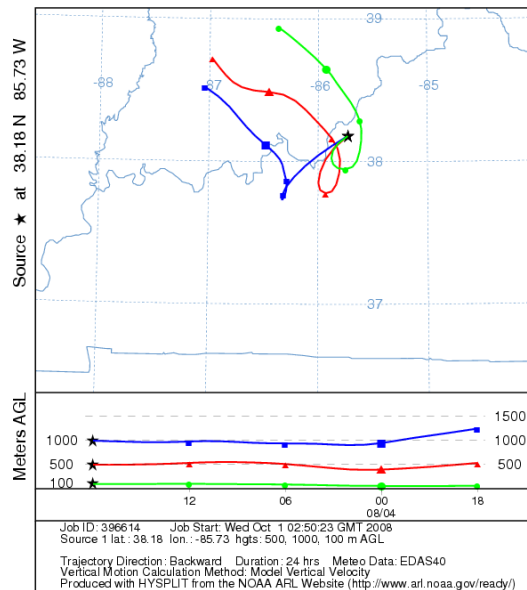 Source ★ at 38.18 N 85.73 W
39
-88
-87
-86
-85
38
37
Meters AGL
1500
1000
1000
500
500
100
12
06
00
18
08/04
Job ID: 396614 Job Start: Wed Oct 1 02:50:23 GMT 2008
Source 1 lat.: 38.18 lon.: -85.73 hgts: 500, 1000, 100 m AGL
Trajectory Direction: Backward Duration: 24 hrs Meteo Data: EDAS40
Vertical Motion Calculation Method: Model Vertical Velocity
Produced with HYSPLIT from the NOAA ARL Website (http://www.arl.noaa.gov/ready/)